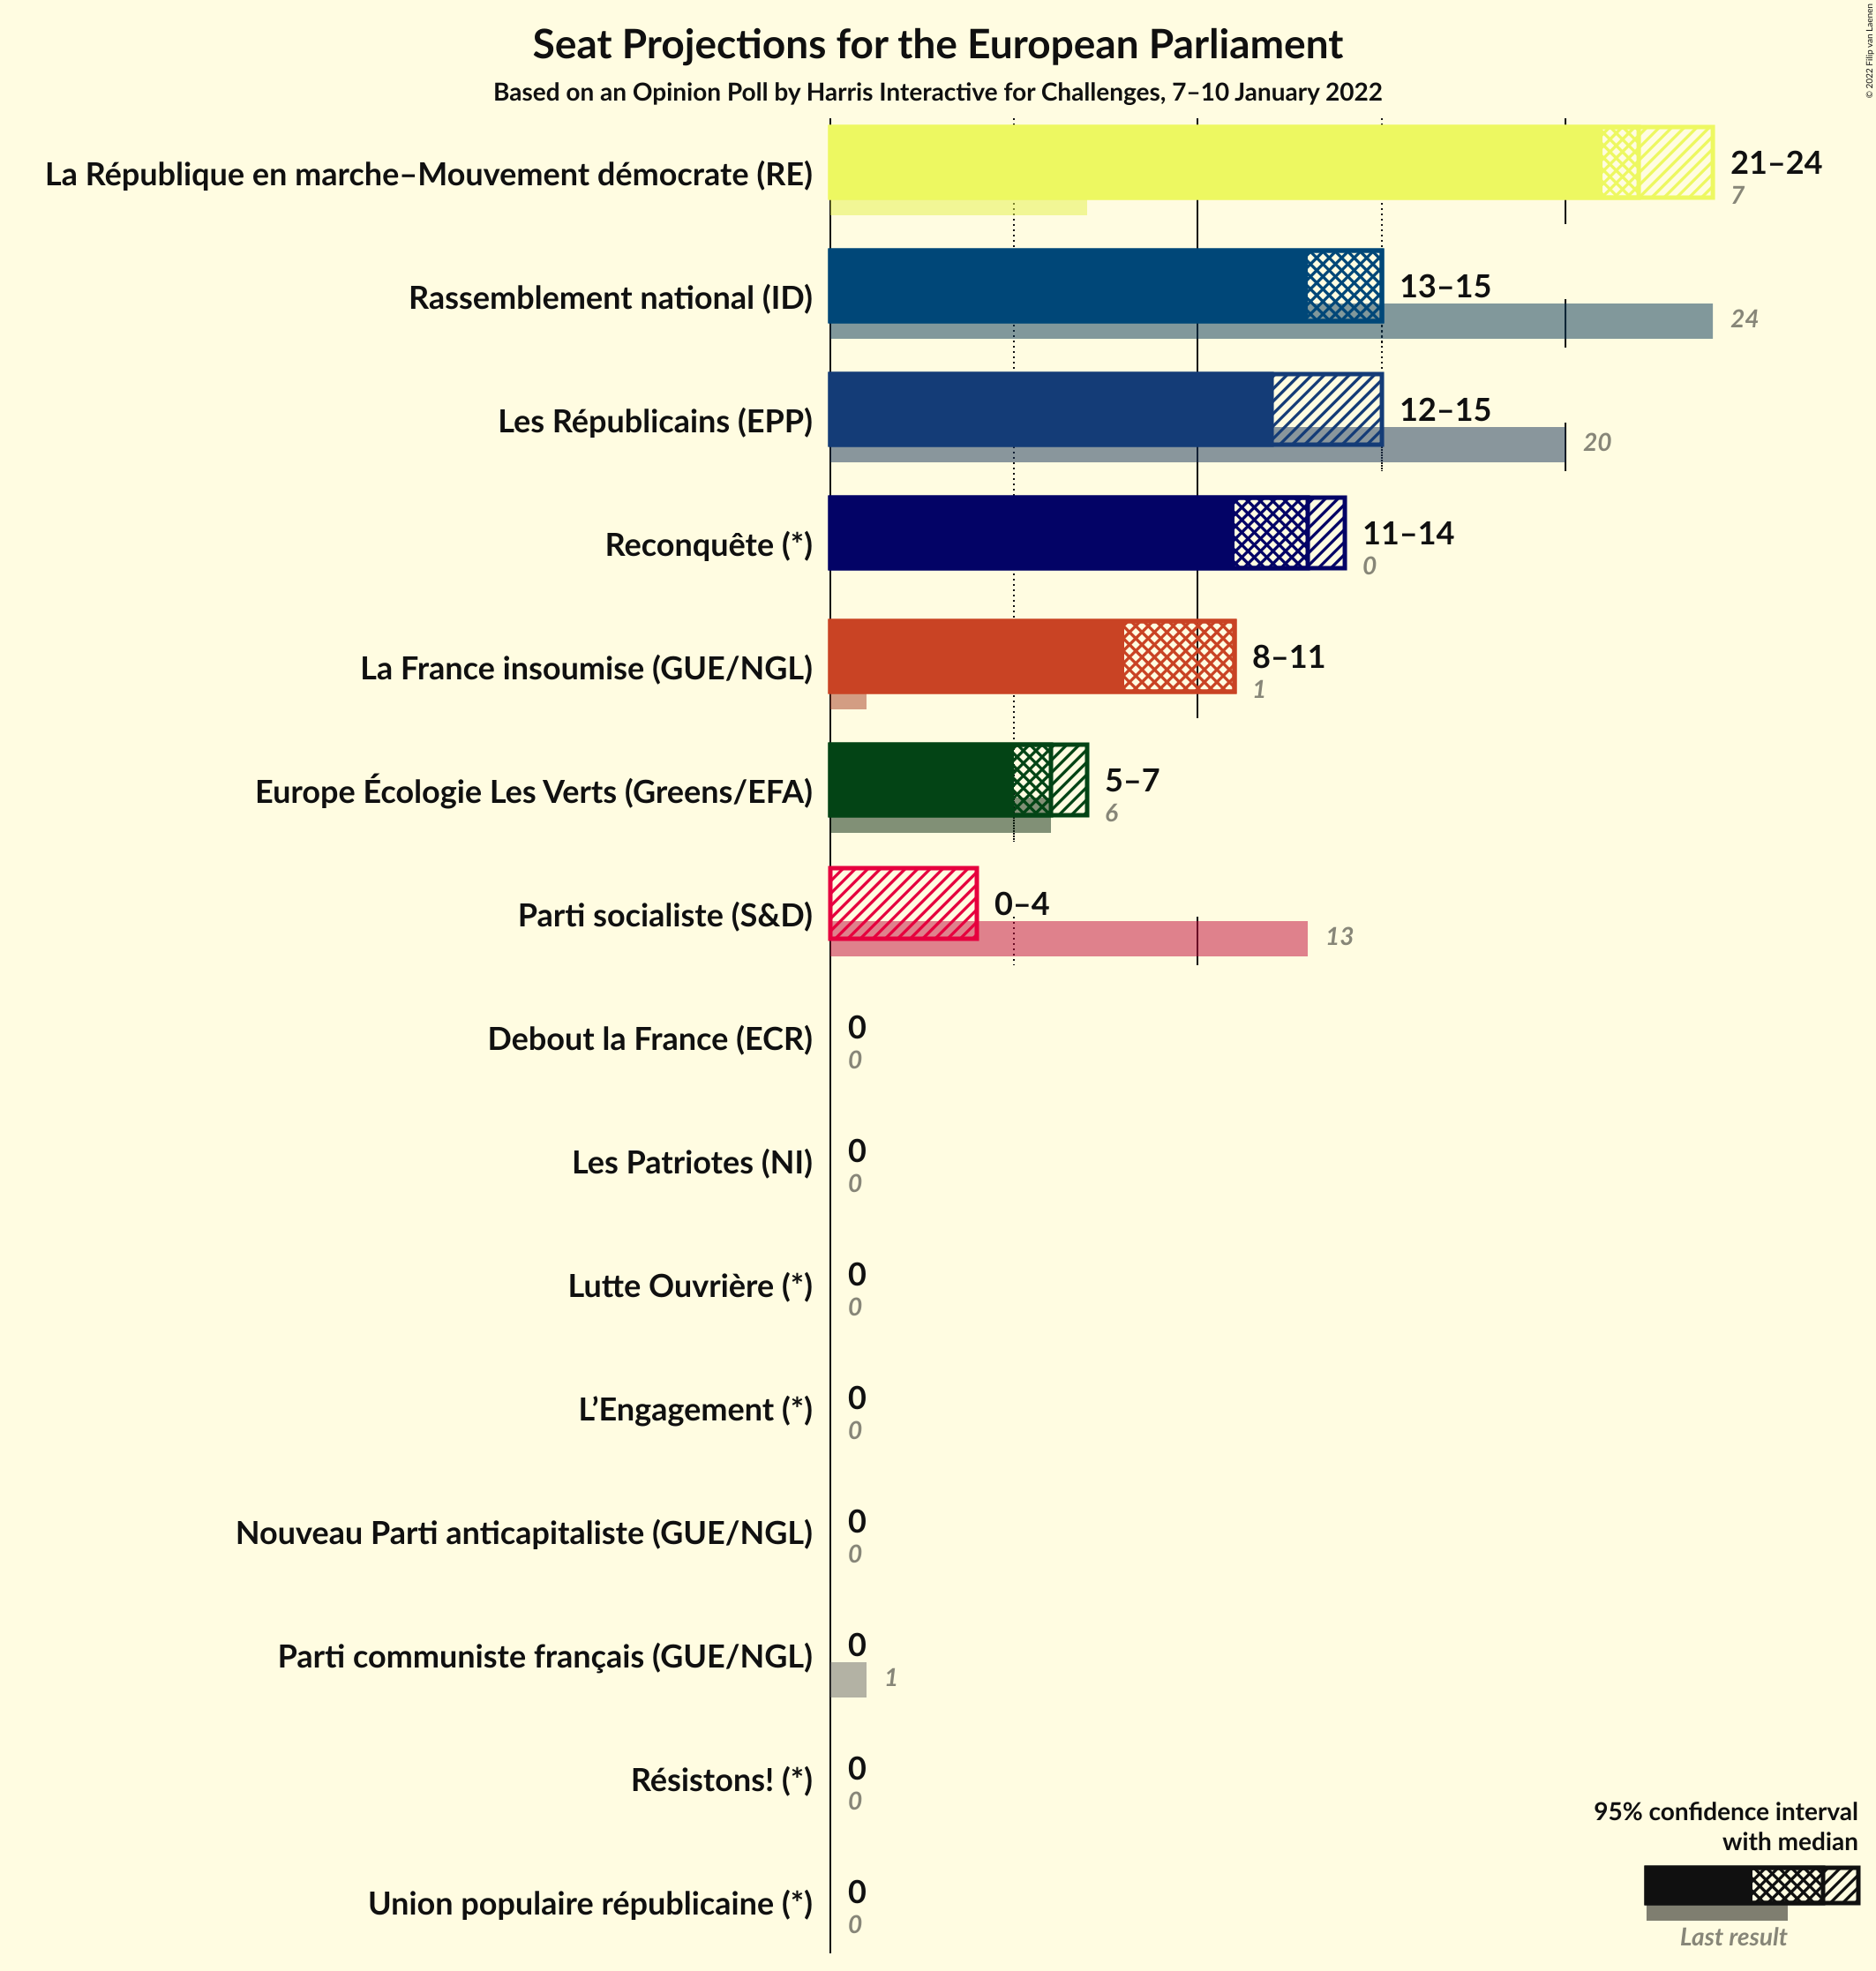 Seat Projections for the European Parliament
Based on an Opinion Poll by Harris Interactive for Challenges, 7–10 January 2022
© 2022 Filip van Laenen
La République en marche–Mouvement démocrate (RE)
21–24
7
Rassemblement national (ID)
13–15
24
Les Républicains (EPP)
12–15
20
Reconquête (*)
11–14
0
La France insoumise (GUE/NGL)
8–11
1
Europe Écologie Les Verts (Greens/EFA)
5–7
6
Parti socialiste (S&D)
0–4
13
Debout la France (ECR)
0
0
Les Patriotes (NI)
0
0
Lutte Ouvrière (*)
0
0
L’Engagement (*)
0
0
Nouveau Parti anticapitaliste (GUE/NGL)
0
0
Parti communiste français (GUE/NGL)
0
1
Résistons! (*)
0
0
Union populaire républicaine (*)
0
0
95% confidence interval
with median
Last result